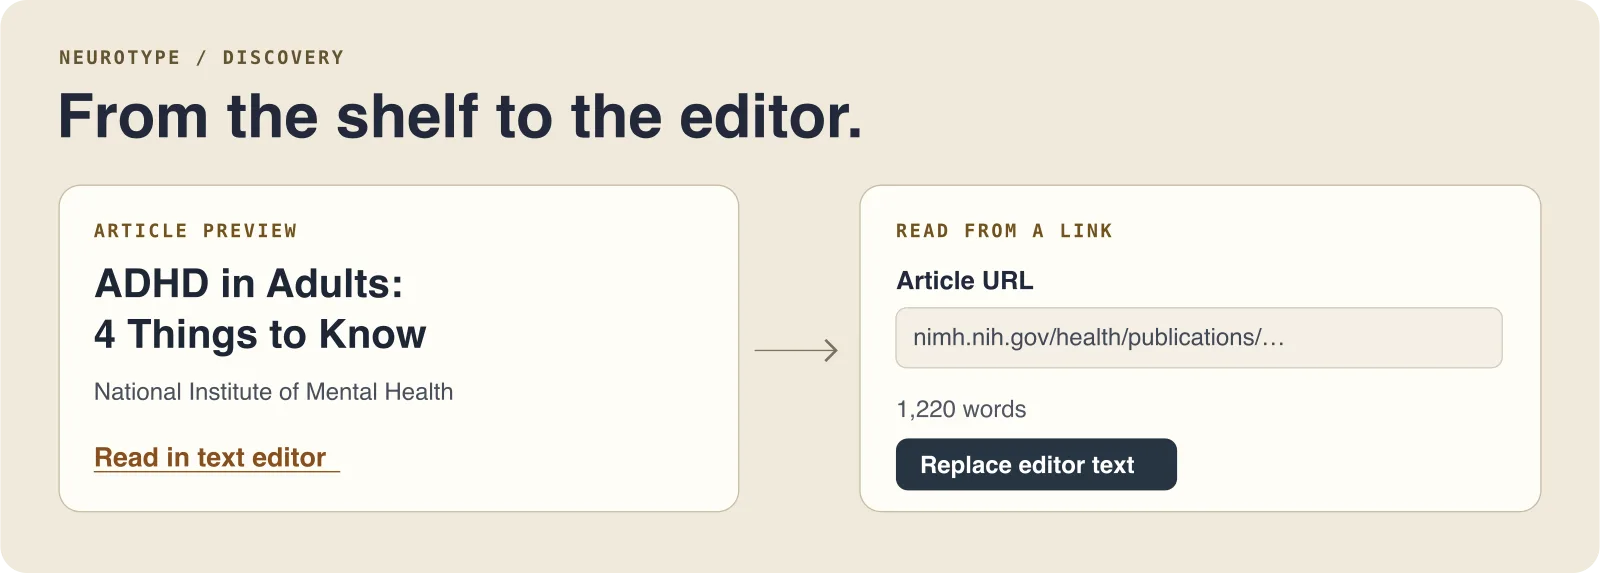 NEUROTYPE / DISCOVERY
From the shelf to the editor.
ARTICLE PREVIEW
ADHD in Adults:
4 Things to Know
National Institute of Mental Health
Read in text editor
READ FROM A LINK
Article URL
nimh.nih.gov/health/publications/…
1,220 words
Replace editor text